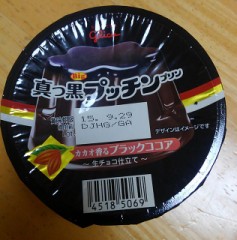 Glico
真っ黒プッチンプリン
15. 9.29
DJHG/GA
デザインはイメージです
カカオ香るブラックココア
～生チョコ仕立て～
4518 5069